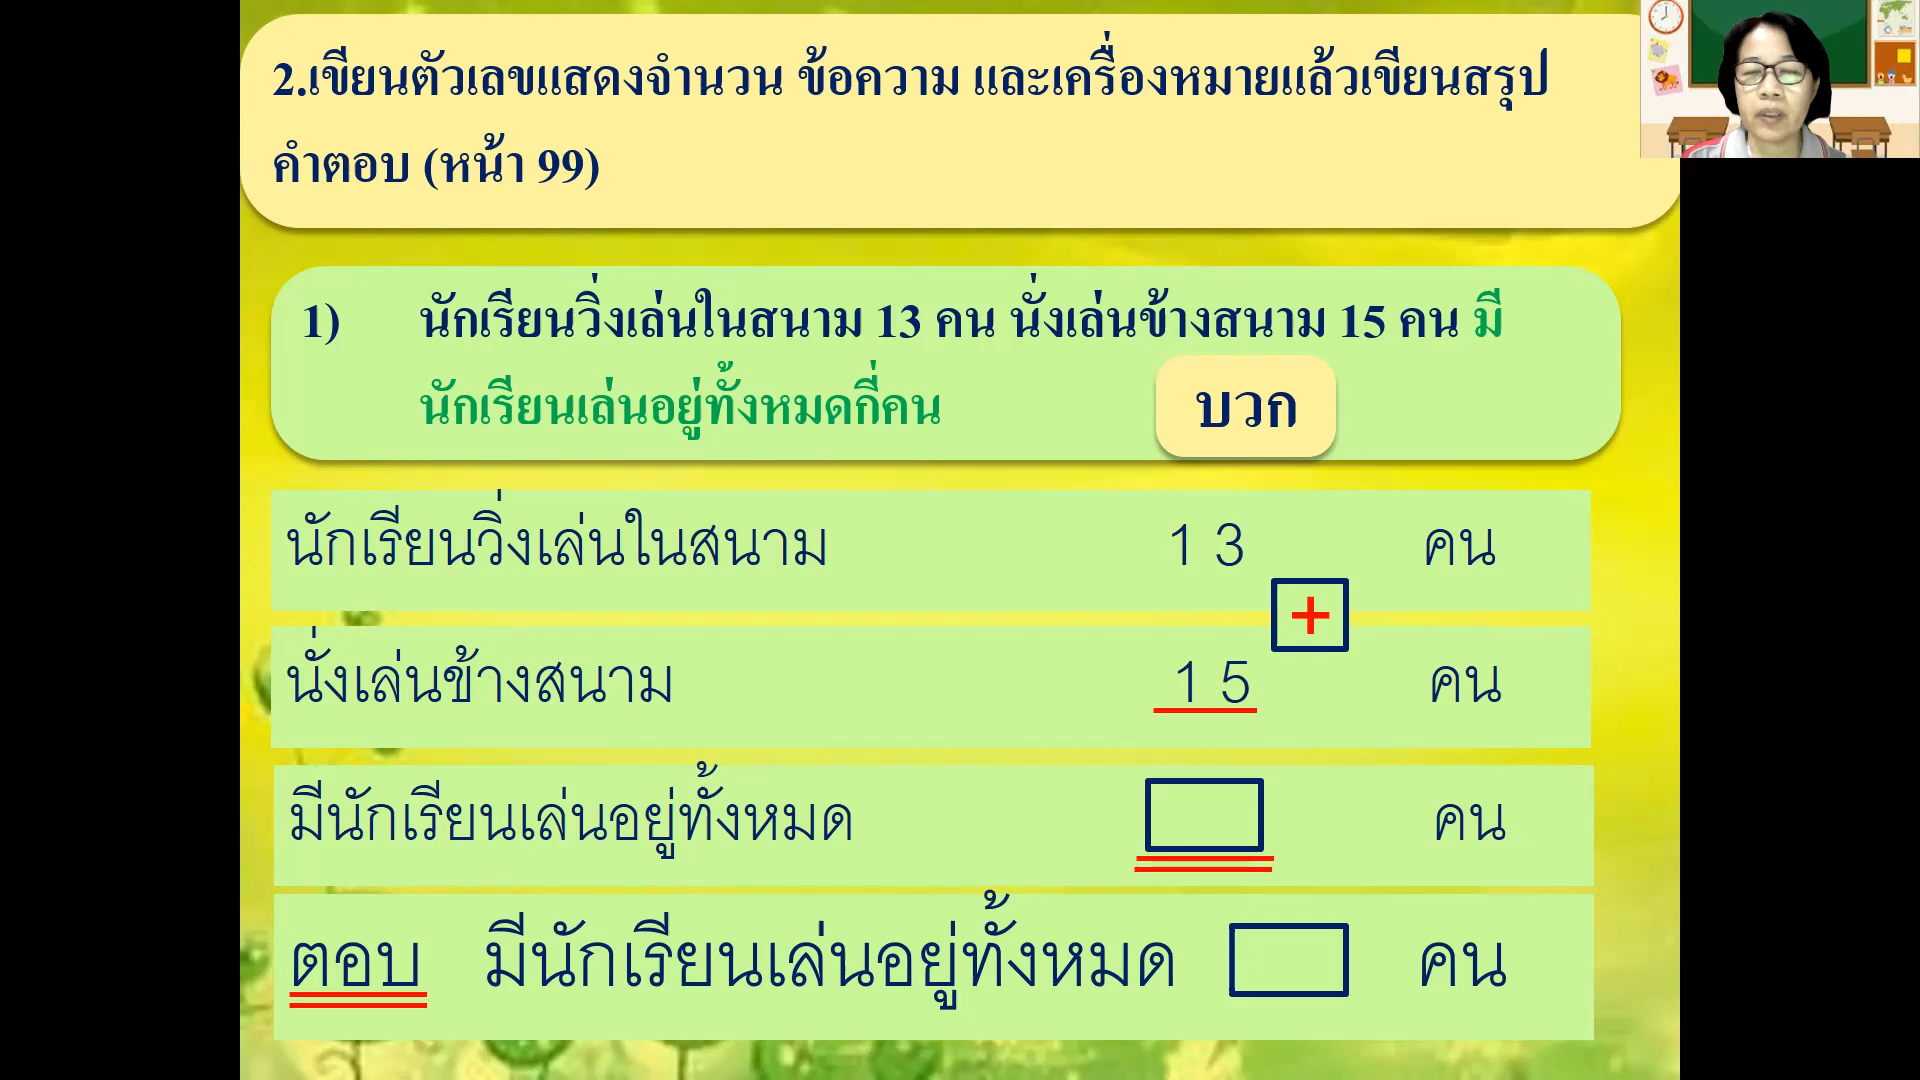 2.เขียนตัวเลขแสดงจำนวน ข้อความ และเครื่องหมายแล้วเขียนสรุป
คำตอบ (หน้า 99)
1) นักเรียนวิ่งเล่นในสนาม 13 คน นั่งเล่นข้างสนาม 15 คน มี
นักเรียนเล่นอยู่ทั้งหมดกี่คน บวก
นักเรียนวิ่งเล่นในสนาม 1 3 คน
+
นั่งเล่นข้างสนาม 1 5 คน
มีนักเรียนเล่นอยู่ทั้งหมด คน
ตอบ มีนักเรียนเล่นอยู่ทั้งหมด คน